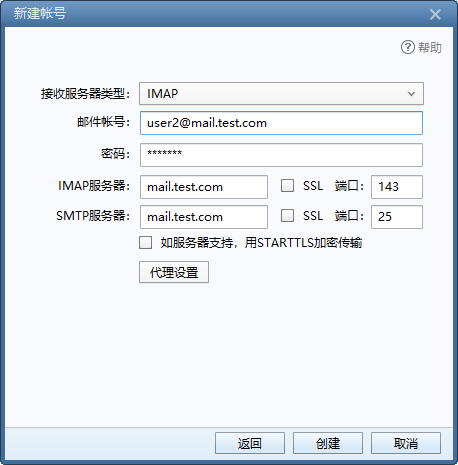 新建帐号
帮助
接收服务器类型: IMAP
邮件帐号: user2@mail.test.com
密码: *******
IMAP服务器: mail.test.com SSL 端口: 143
SMTP服务器: mail.test.com SSL 端口: 25
如服务器支持，用STARTTLS加密传输
代理设置
返回 创建 取消